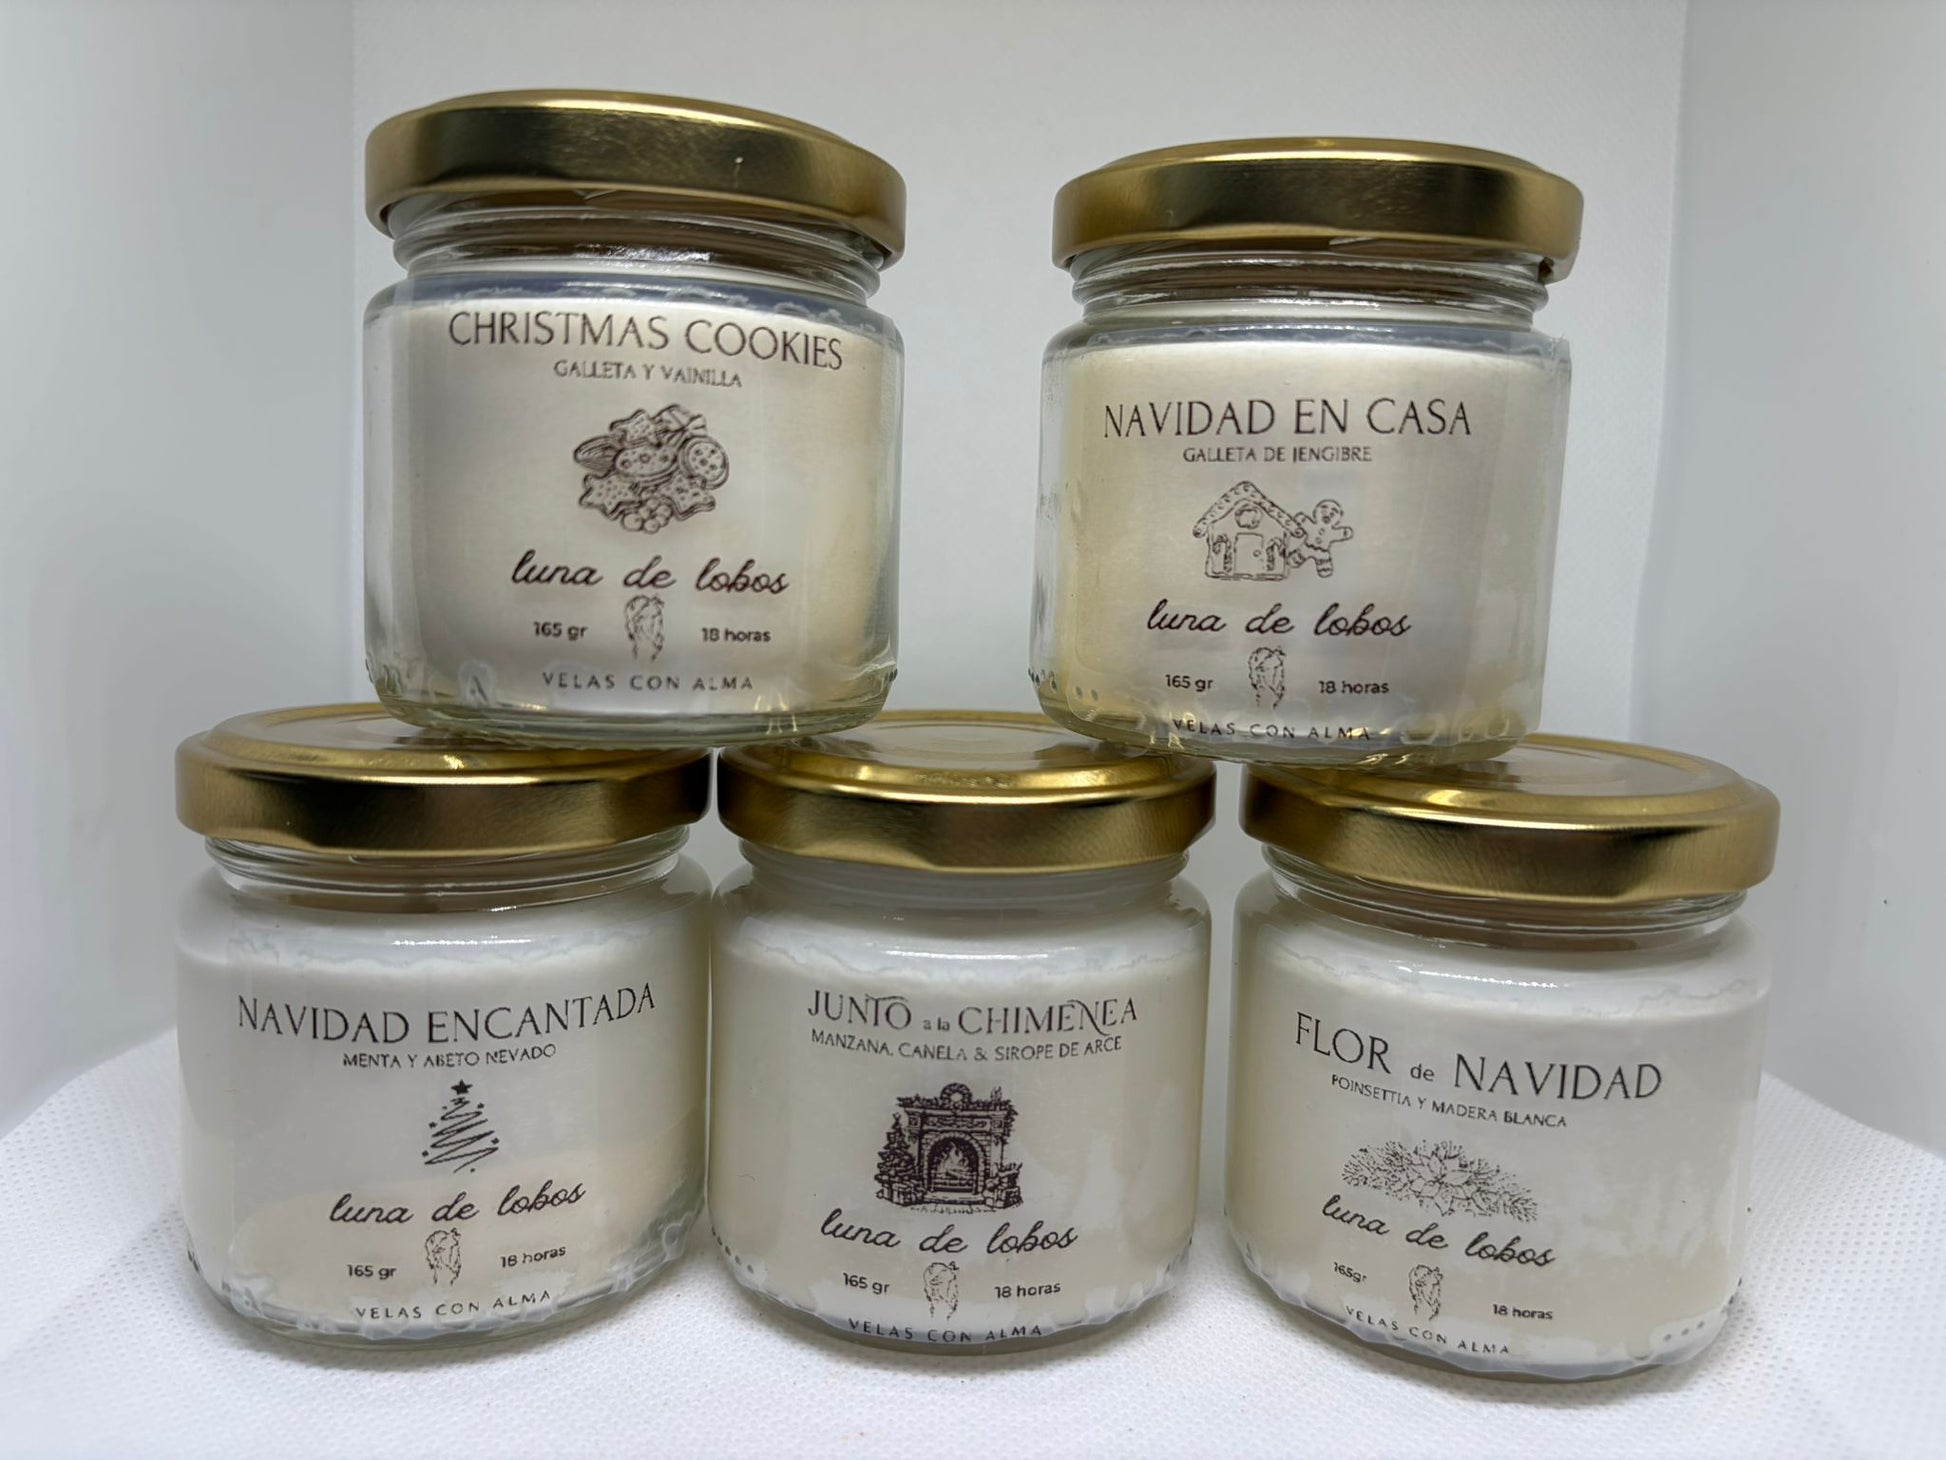 CHRISTMAS COOKIES
GALLETA Y VAINILLA
luna de lobos
165 gr 18 horas
VELAS CON ALMA
NAVIDAD EN CASA
GALLETA DE JENGIBRE
luna de lobos
165 gr 18 horas
VELAS CON ALMA
NAVIDAD ENCANTADA
MENTA Y ABETO NEVADO
luna de lobos
165 gr 18 horas
VELAS CON ALMA
JUNTO a la CHIMENEA
MANZANA, CANELA & SIROPE DE ARCE
luna de lobos
165 gr 18 horas
VELAS CON ALMA
FLOR de NAVIDAD
POINSETTIA Y MADERA BLANCA
luna de lobos
165gr 18 horas
VELAS CON ALMA